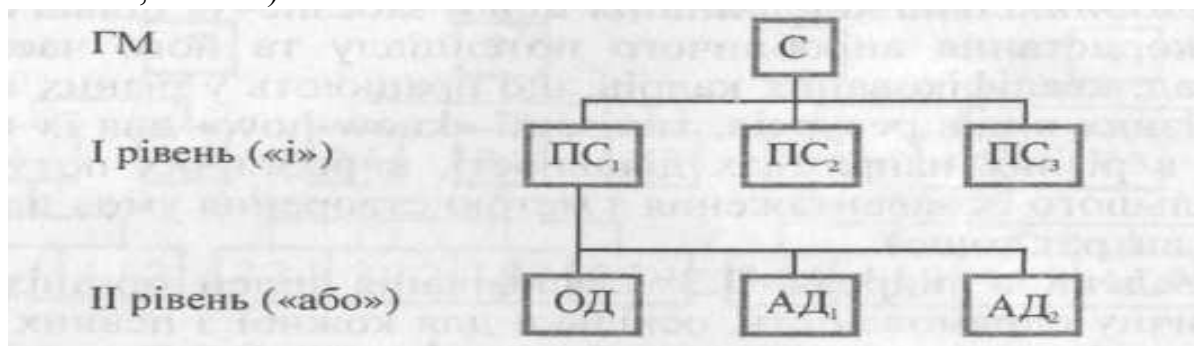 ГМ С
І рівень («і») ПС₁ ПС₂ ПС₃
ІІ рівень («або») ОД АД₁ АД₂